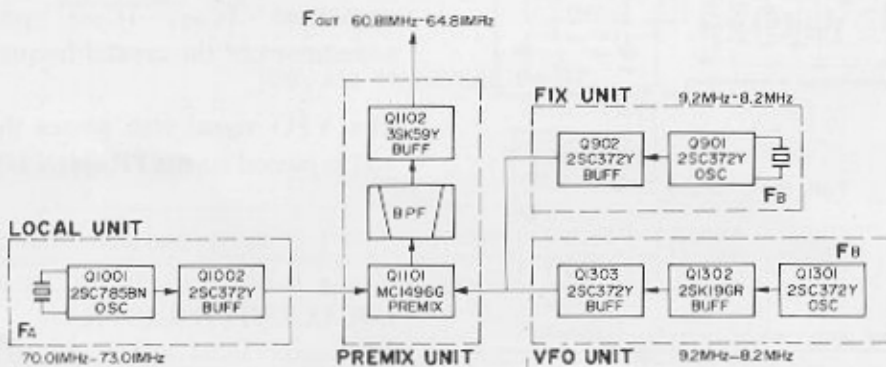 FOUT 60.81MHz-64.81MHz
Q1102
3SK59Y
BUFF
BPF
FIX UNIT
9.2MHz-8.2MHz
Q902
2SC372Y
BUFF
Q901
2SC372Y
OSC
FB
LOCAL UNIT
Q1001
2SC785BN
OSC
Q1002
2SC372Y
BUFF
FA
70.01MHz-73.01MHz
Q1101
MC1496G
PREMIX
PREMIX UNIT
FB
Q1303
2SC372Y
BUFF
Q1302
2SK19GR
BUFF
Q1301
2SC372Y
OSC
VFO UNIT
9.2MHz-8.2MHz